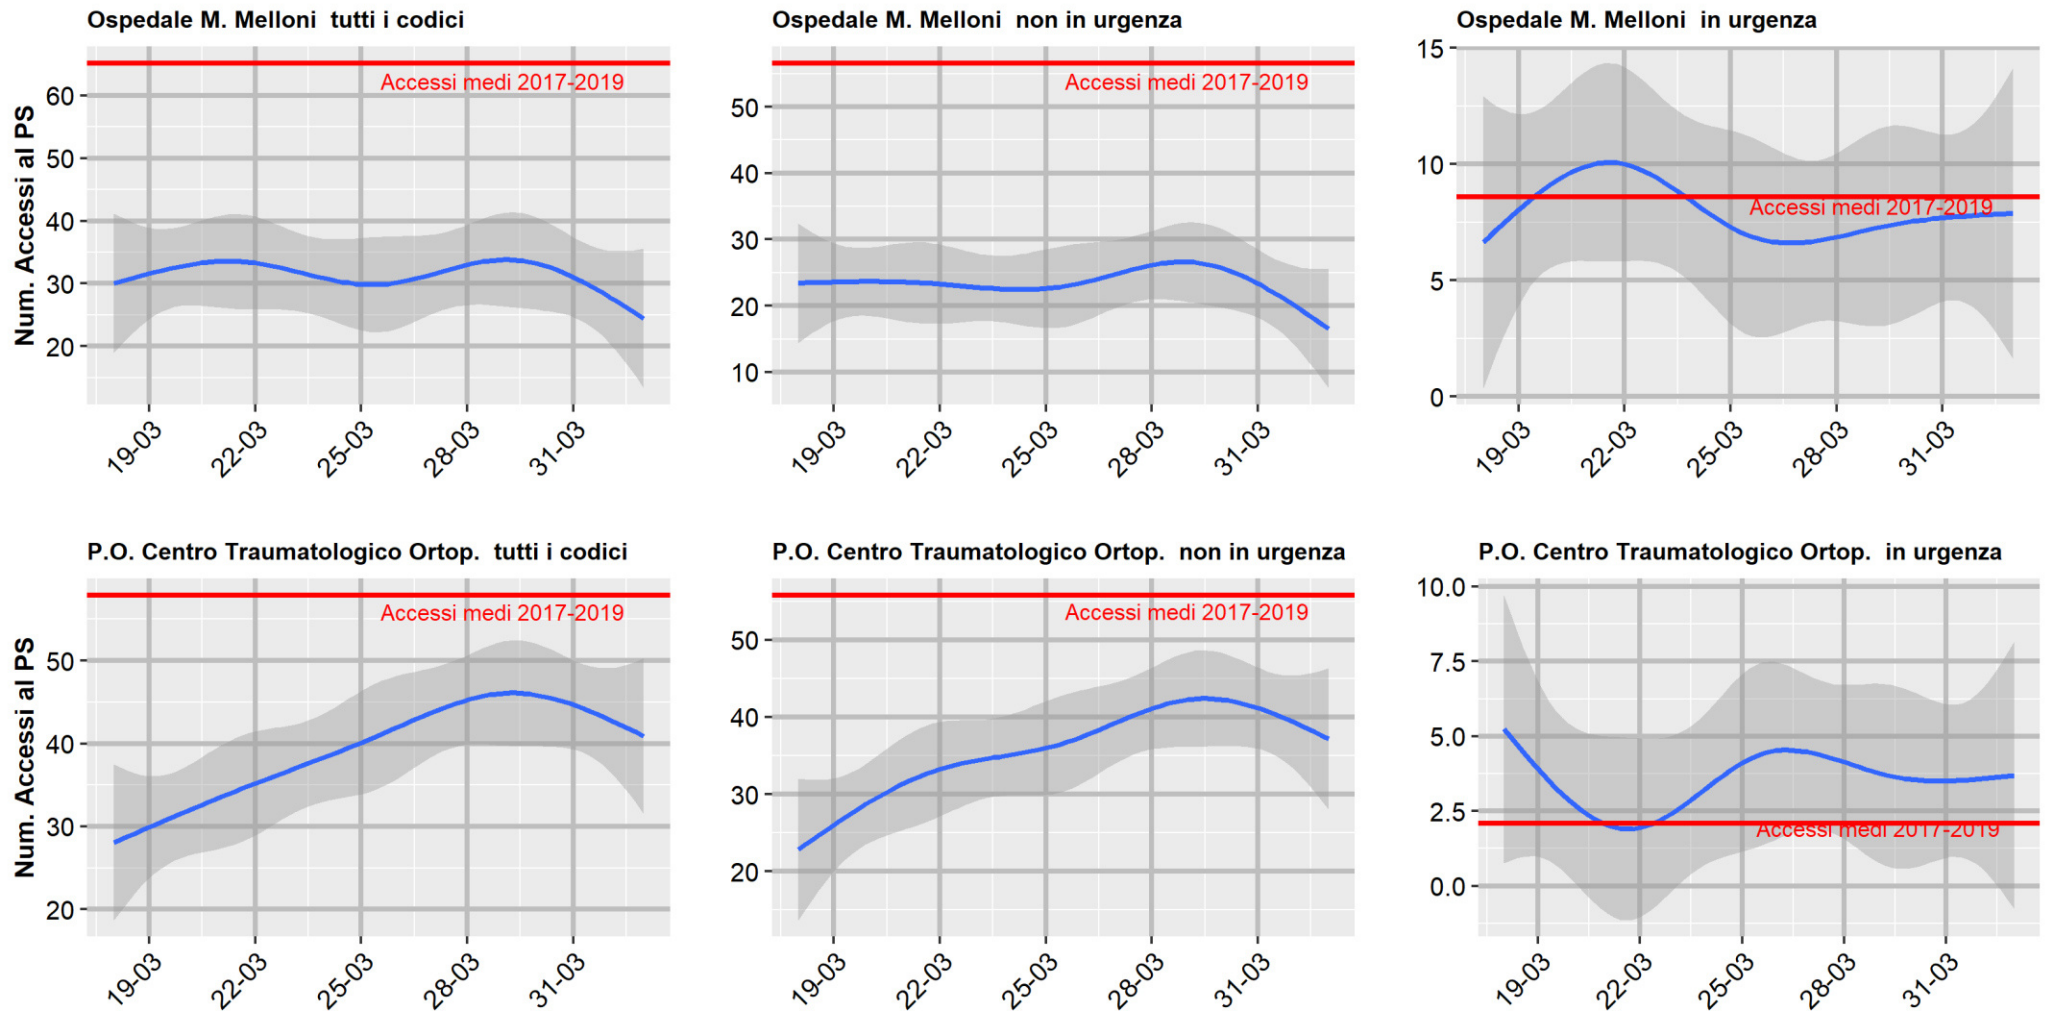 Ospedale M. Melloni  tutti i codici
Num. Accessi al PS
60
50
40
30
20
Accessi medi 2017-2019
19-03 22-03 25-03 28-03 31-03
Ospedale M. Melloni  non in urgenza
50
40
30
20
10
Accessi medi 2017-2019
19-03 22-03 25-03 28-03 31-03
Ospedale M. Melloni  in urgenza
15
10
5
0
Accessi medi 2017-2019
19-03 22-03 25-03 28-03 31-03
P.O. Centro Traumatologico Ortop.  tutti i codici
Num. Accessi al PS
50
40
30
20
Accessi medi 2017-2019
19-03 22-03 25-03 28-03 31-03
P.O. Centro Traumatologico Ortop.  non in urgenza
50
40
30
20
Accessi medi 2017-2019
19-03 22-03 25-03 28-03 31-03
P.O. Centro Traumatologico Ortop.  in urgenza
10.0
7.5
5.0
2.5
0.0
Accessi medi 2017-2019
19-03 22-03 25-03 28-03 31-03